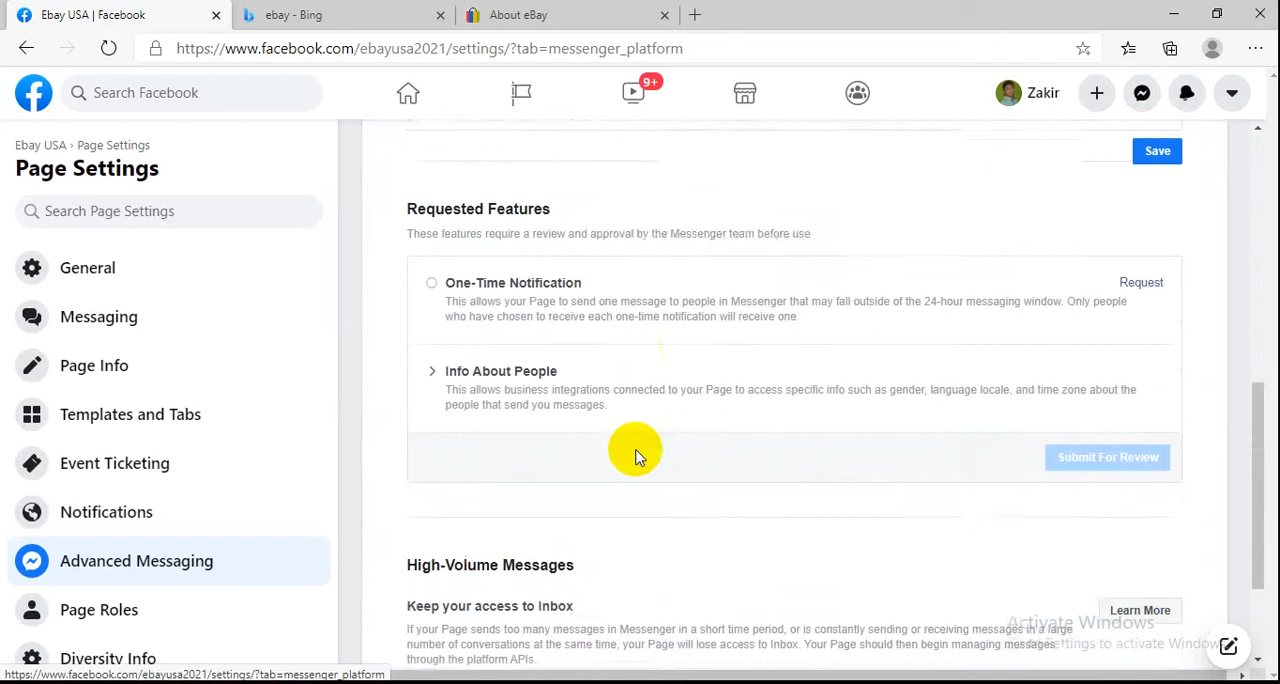 Ebay USA | Facebook
ebay - Bing
About eBay
https://www.facebook.com/ebayusa2021/settings/?tab=messenger_platform
Search Facebook
9+
Zakir
Ebay USA › Page Settings
Page Settings
Search Page Settings
General
Messaging
Page Info
Templates and Tabs
Event Ticketing
Notifications
Advanced Messaging
Page Roles
Diversity Info
Save
Requested Features
These features require a review and approval by the Messenger team before use
One-Time Notification
Request
This allows your Page to send one message to people in Messenger that may fall outside of the 24-hour messaging window. Only people
who have chosen to receive each one-time notification will receive one.
Info About People
This allows business integrations connected to your Page to access specific info such as gender, language locale, and time zone about the
people that send you messages.
Submit For Review
High-Volume Messages
Keep your access to Inbox
Learn More
If your Page sends too many messages in Messenger in a short time period, or is constantly sending or receiving messages in a large
number of conversations at the same time, your Page will lose access to Inbox. Your Page should then begin managing messages
through the platform APIs.
Activate Windows
Settings to activate Window
https://www.facebook.com/ebayusa2021/settings/?tab=messenger_platform